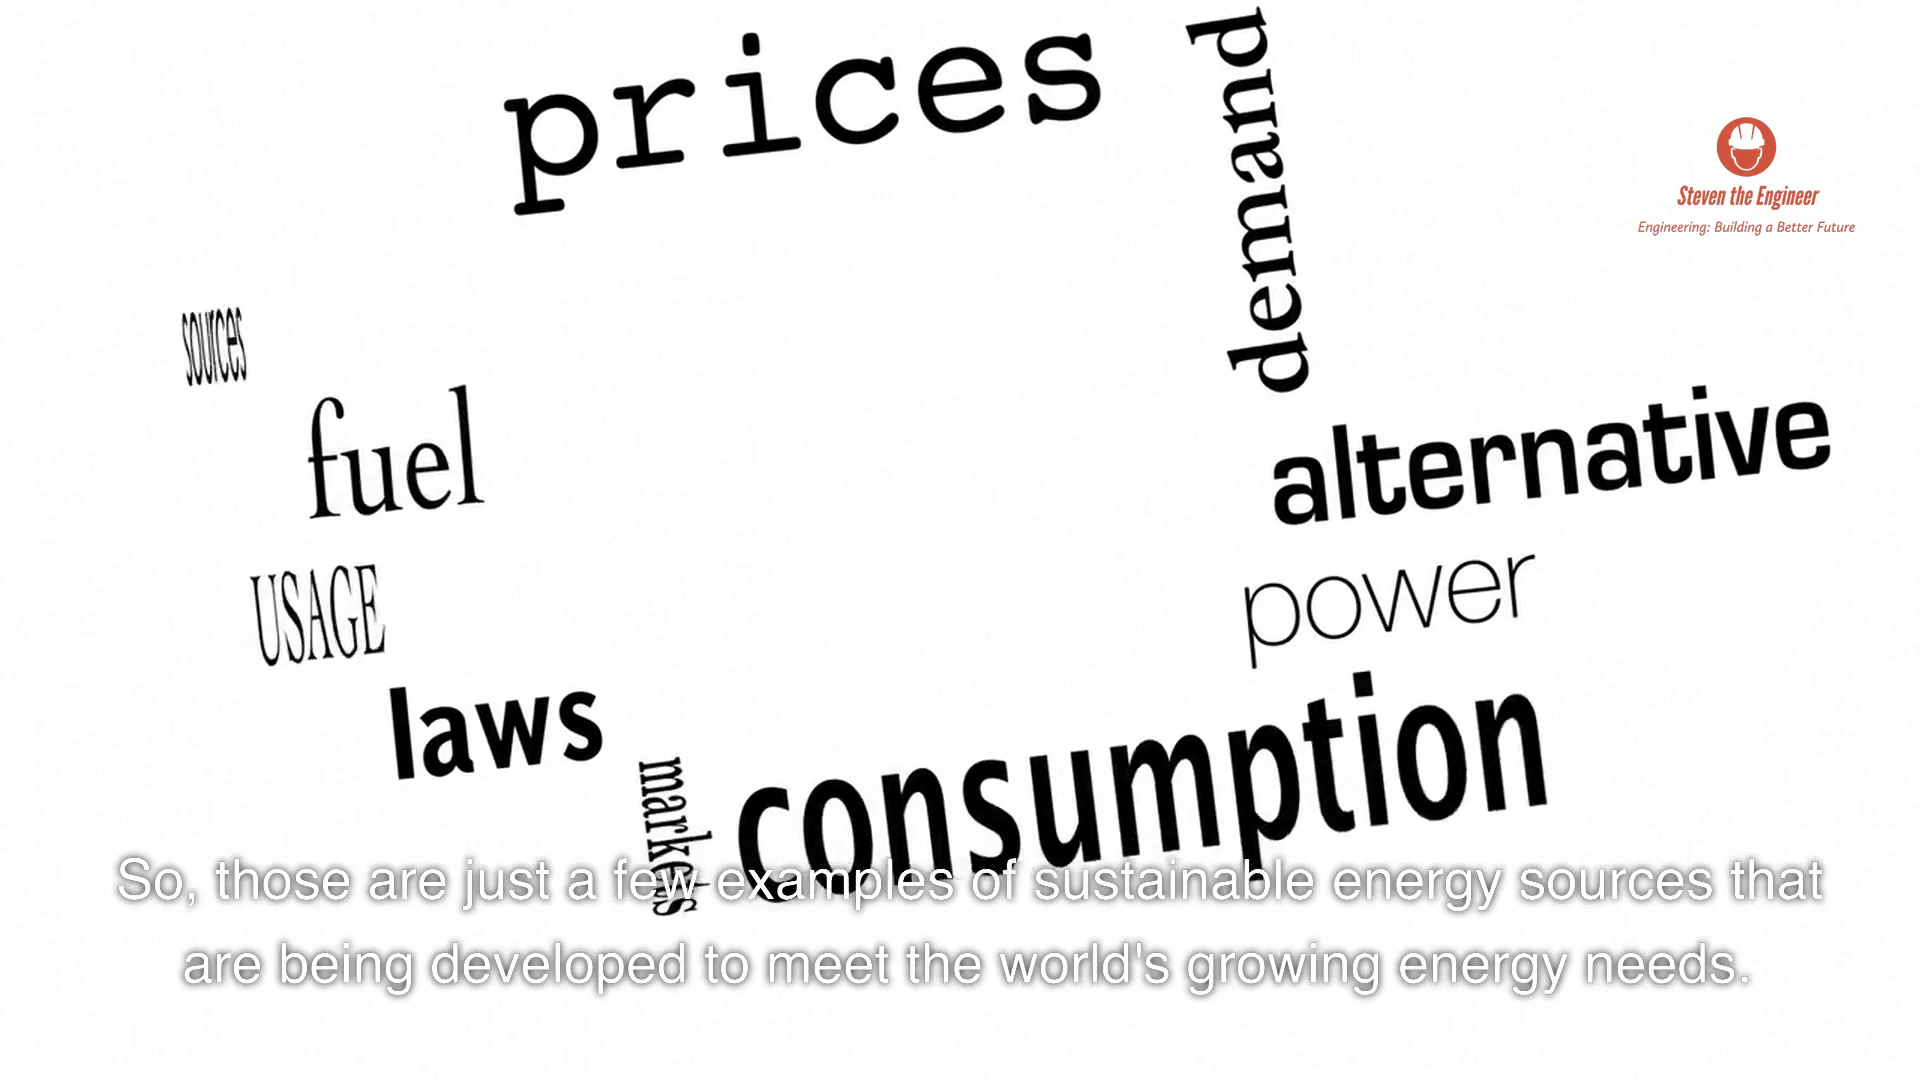 prices
demand
Steven the Engineer
Engineering: Building a Better Future
sources
fuel
alternative
USAGE
power
laws
markets
consumption
So, those are just a few examples of sustainable energy sources that
are being developed to meet the world's growing energy needs.